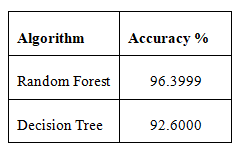 Algorithm Accuracy %
Random Forest 96.3999
Decision Tree 92.6000